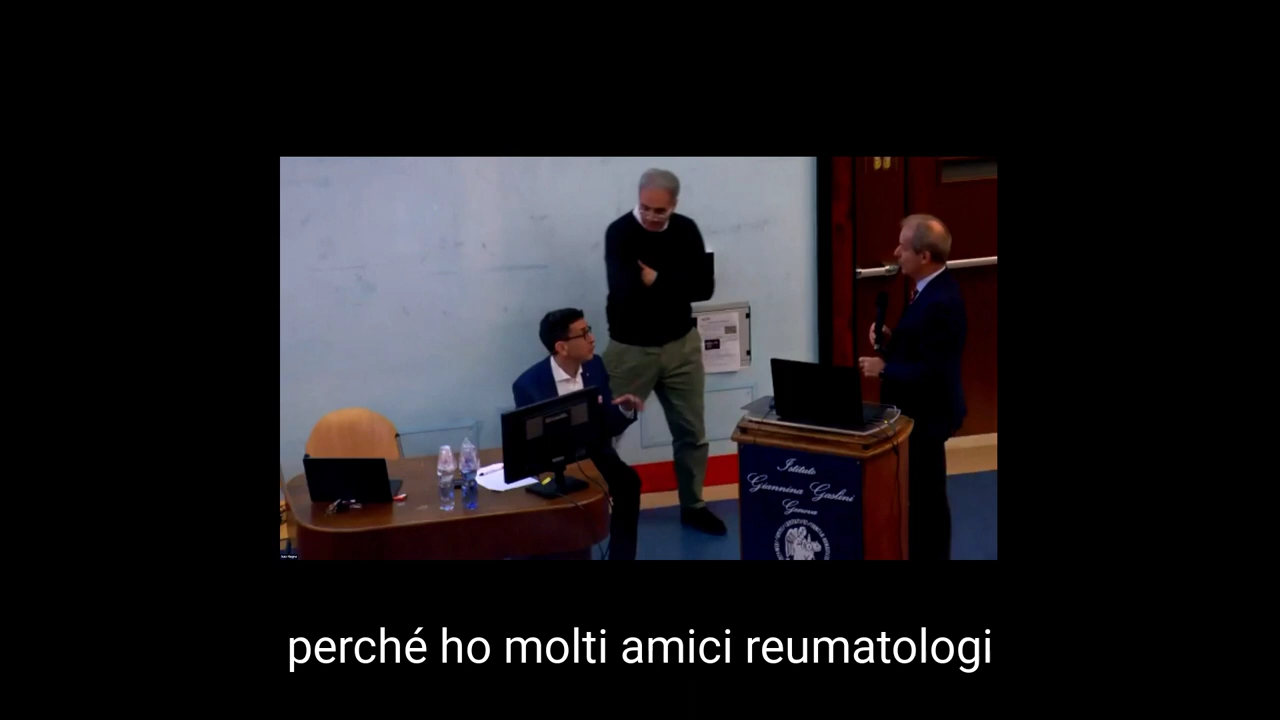 Istituto
Giannina Gaslini
Genova
perché ho molti amici reumatologi